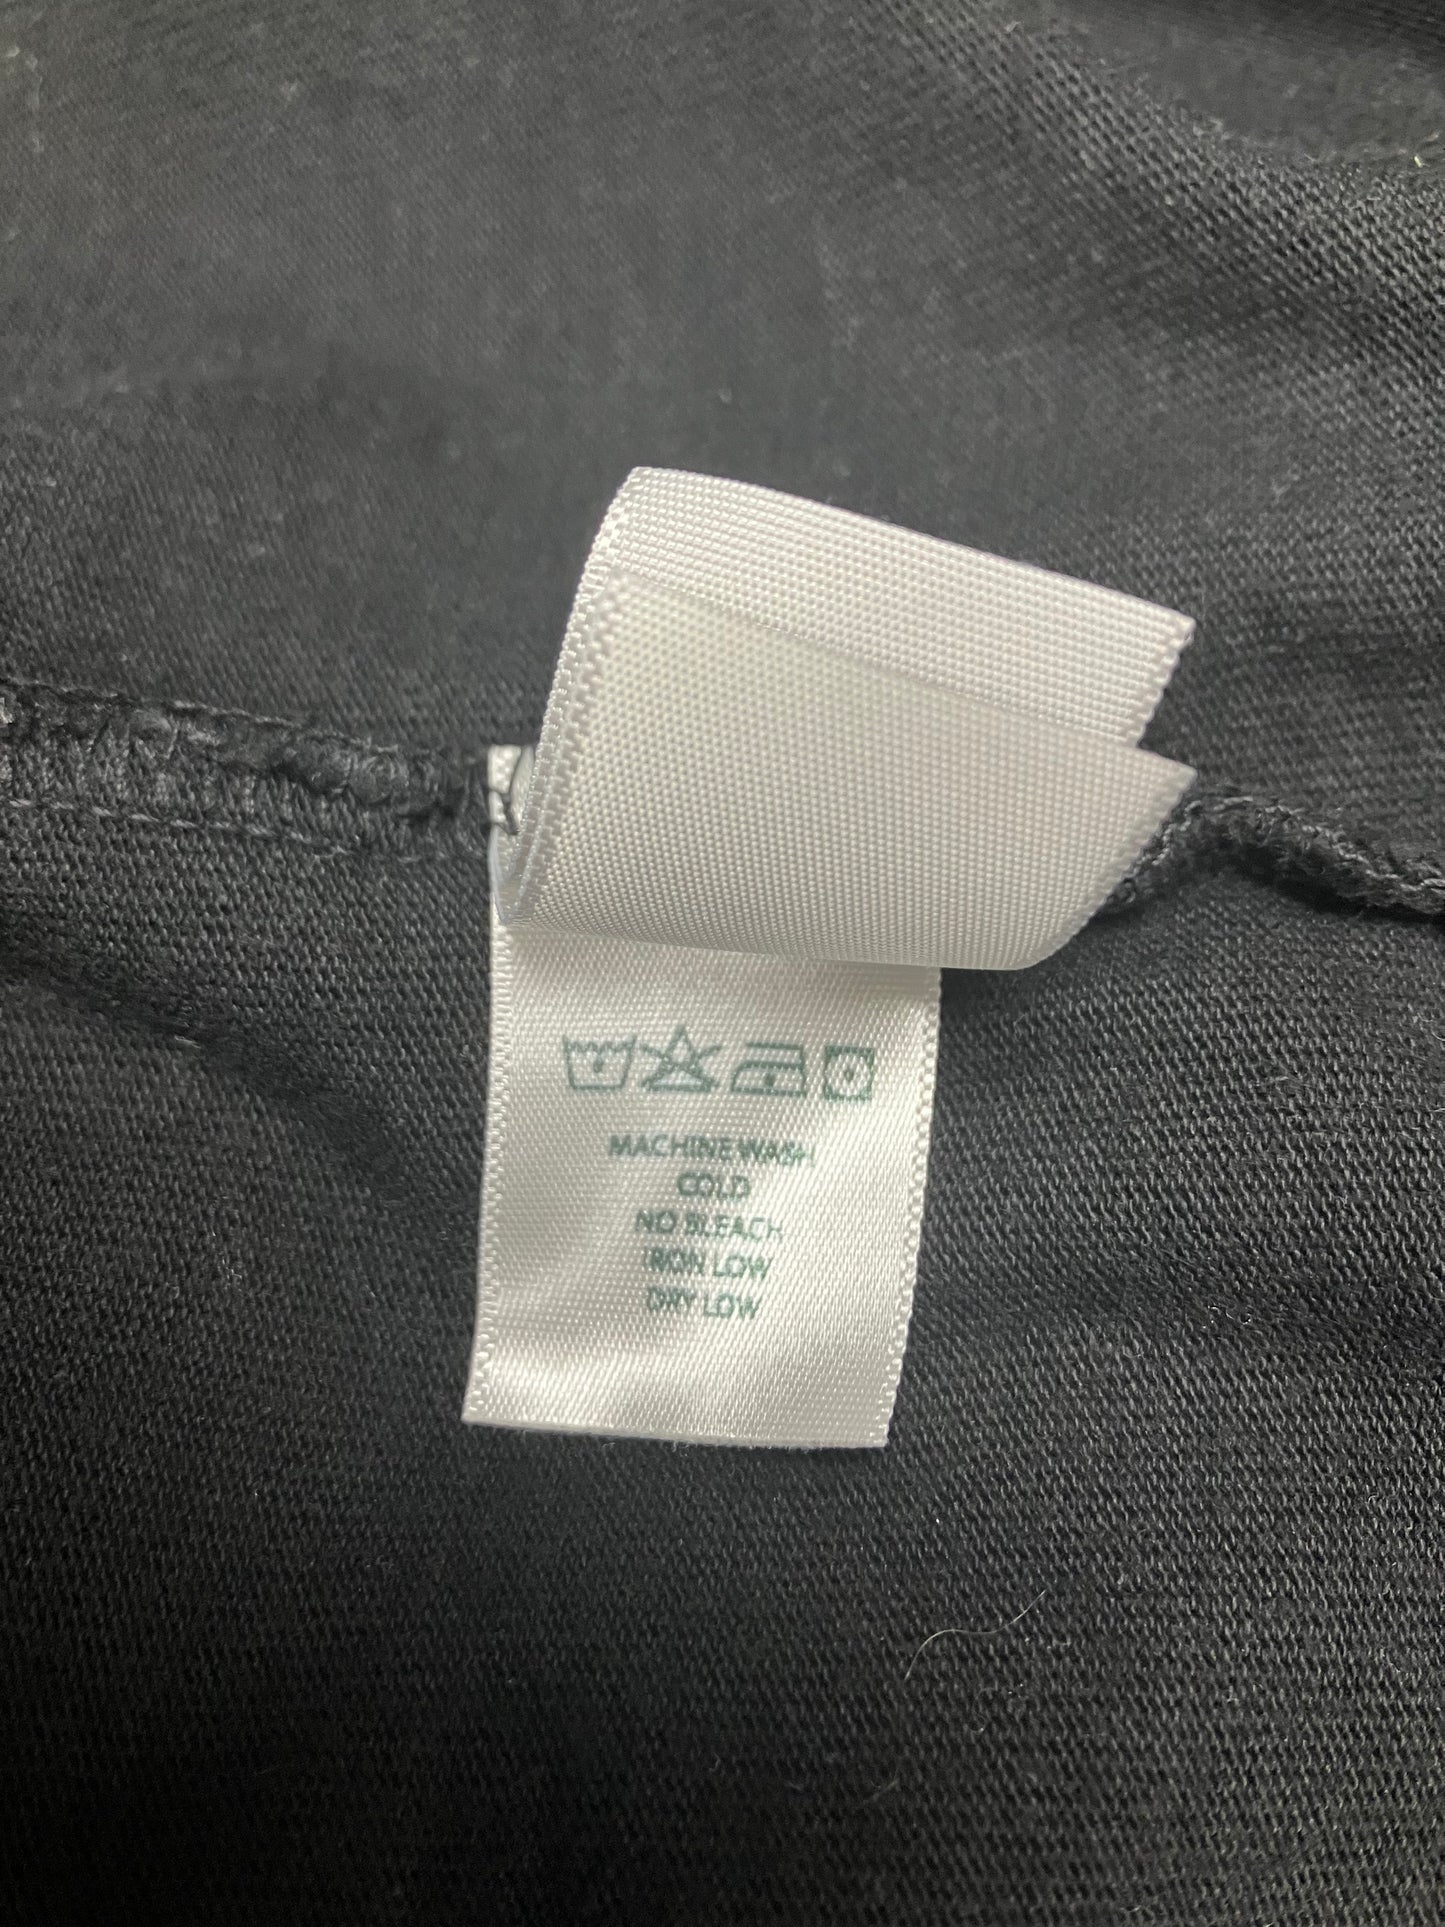 MACHINE WASH
COLD
NO BLEACH
IRON LOW
DRY LOW